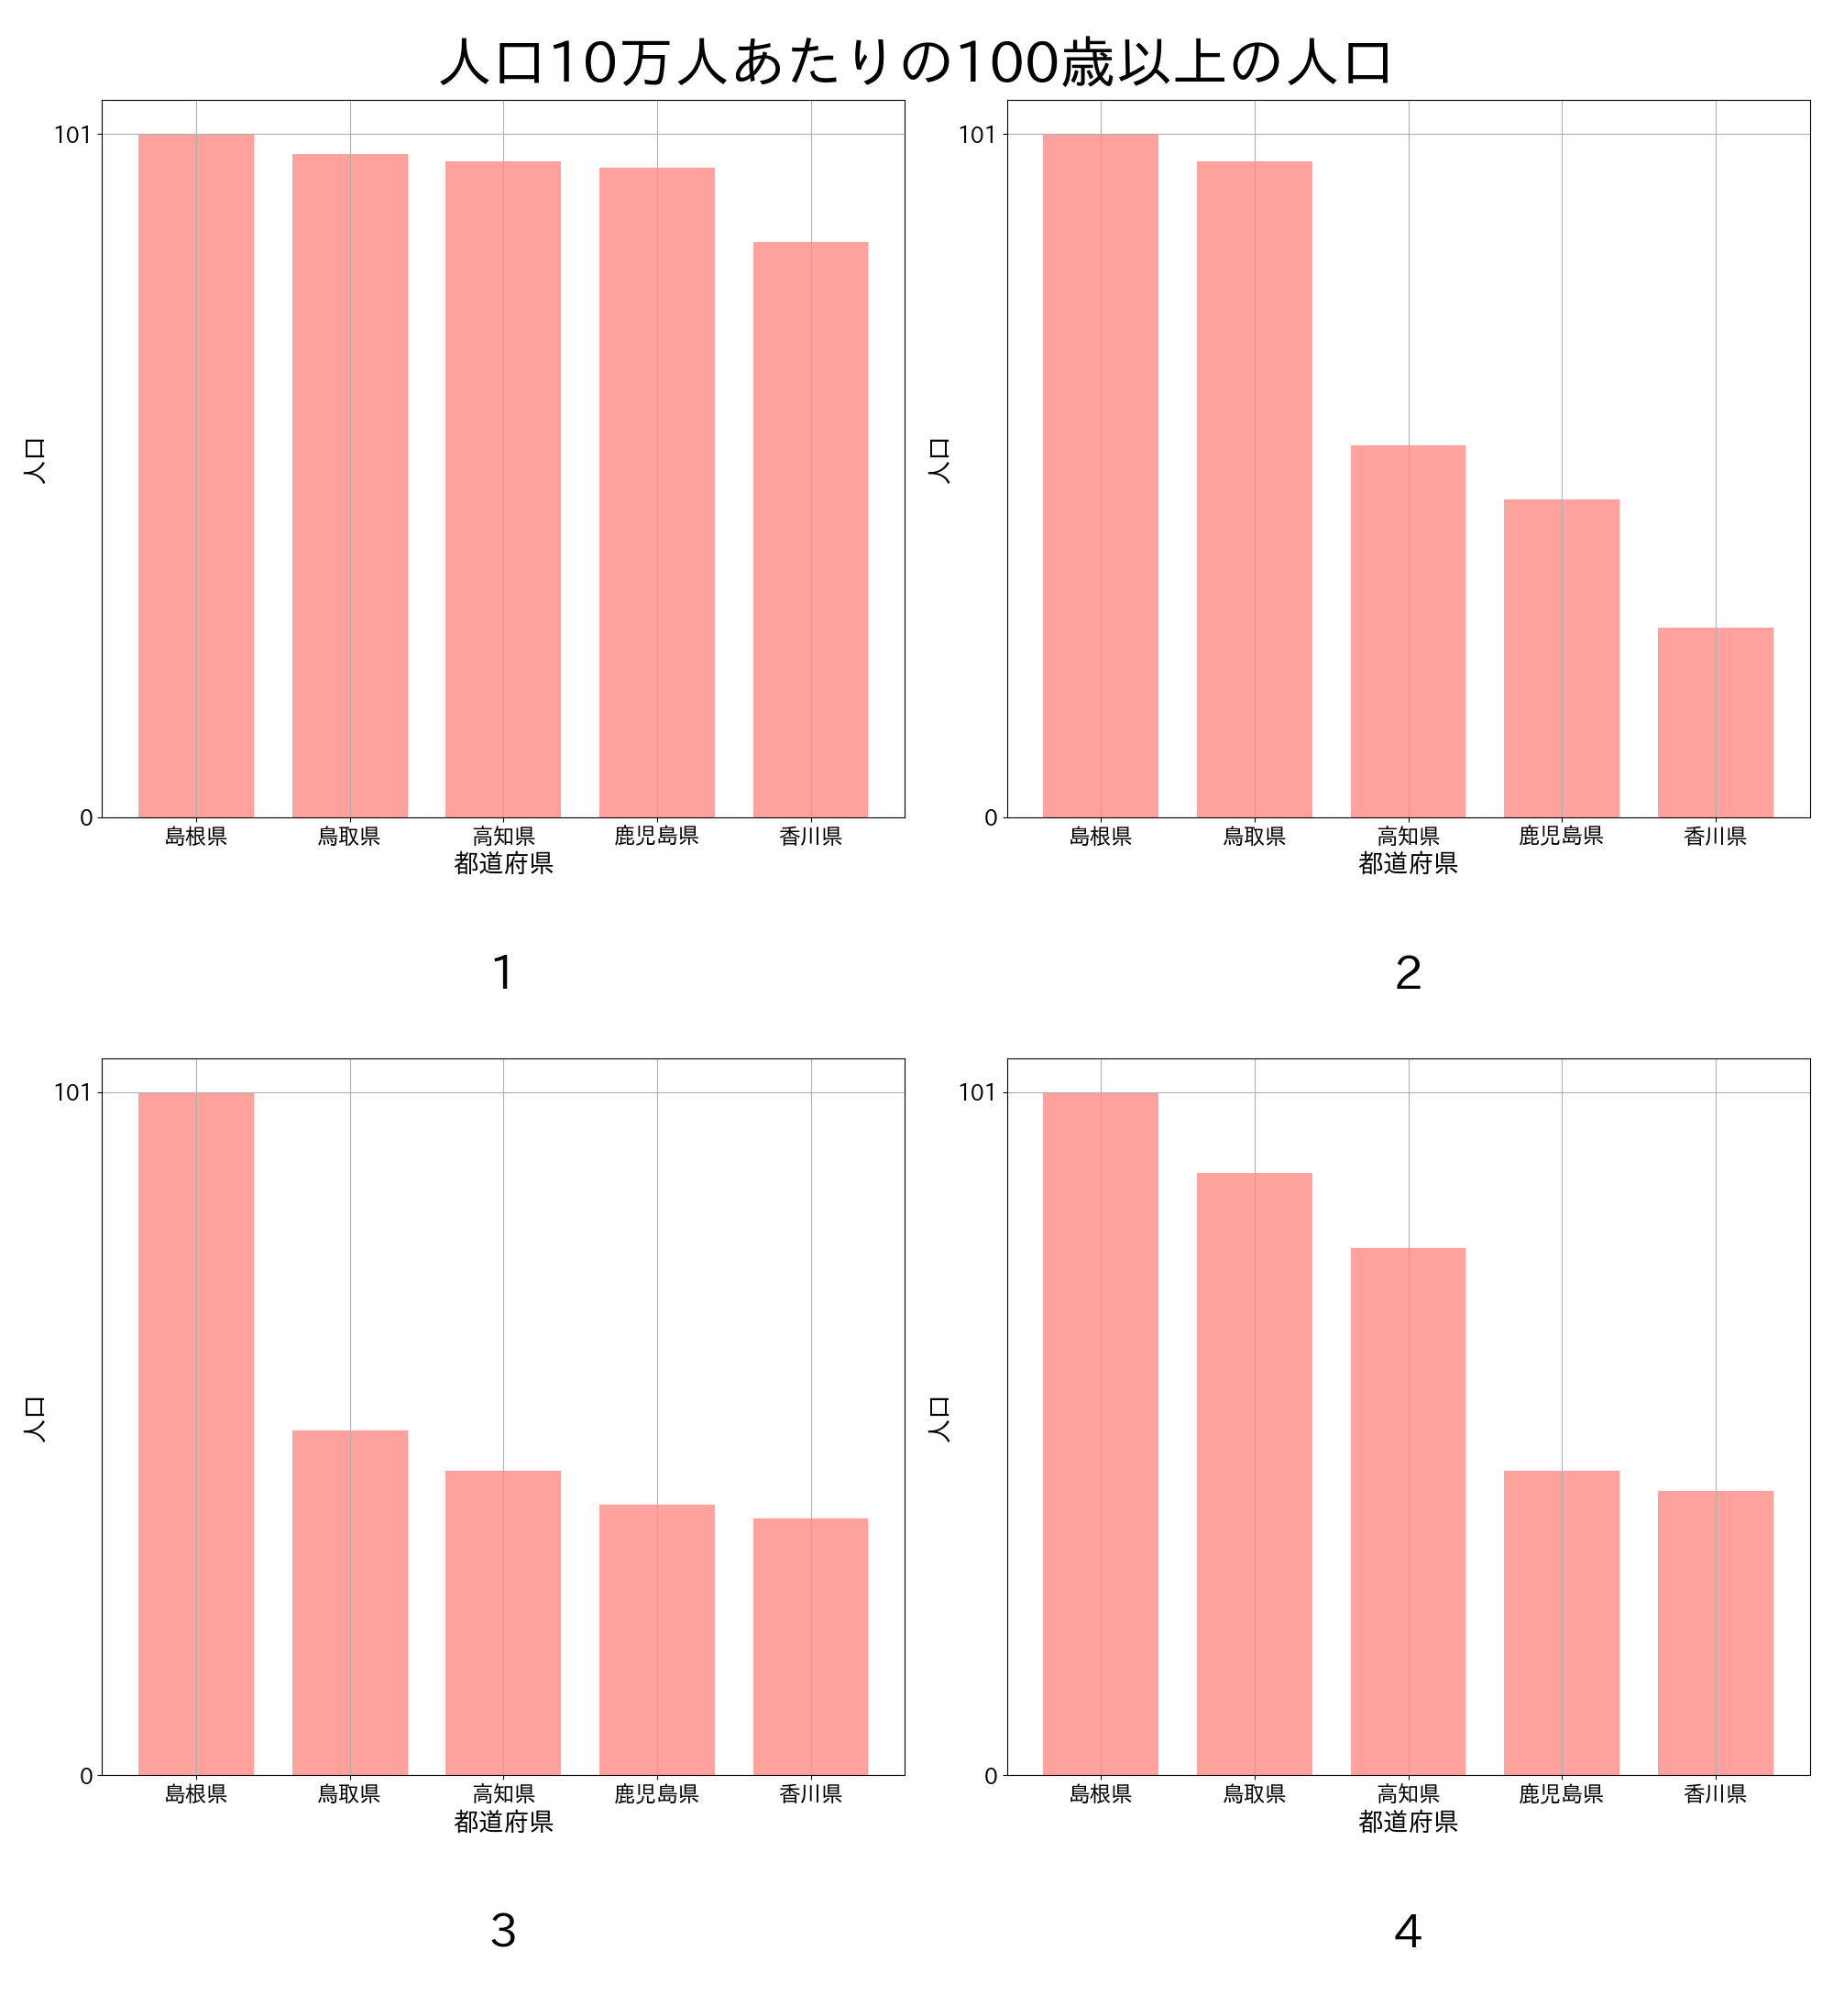 人口10万人あたりの100歳以上の人口
101
0
人口
島根県 鳥取県 高知県 鹿児島県 香川県
都道府県
1
101
0
人口
島根県 鳥取県 高知県 鹿児島県 香川県
都道府県
2
101
0
人口
島根県 鳥取県 高知県 鹿児島県 香川県
都道府県
3
101
0
人口
島根県 鳥取県 高知県 鹿児島県 香川県
都道府県
4